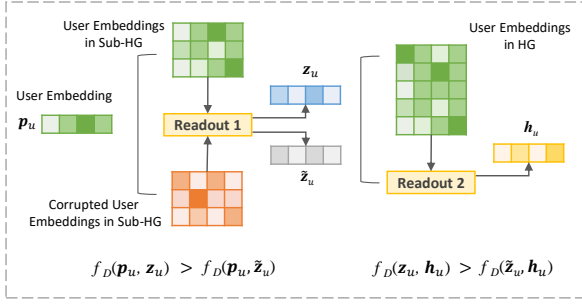 User Embeddings
in Sub-HG
User Embedding
p_u
Readout 1
z_u
z̃_u
Corrupted User
Embeddings in Sub-HG
f_D(p_u, z_u) > f_D(p_u, z̃_u)
User Embeddings
in HG
Readout 2
h_u
f_D(z_u, h_u) > f_D(z̃_u, h_u)